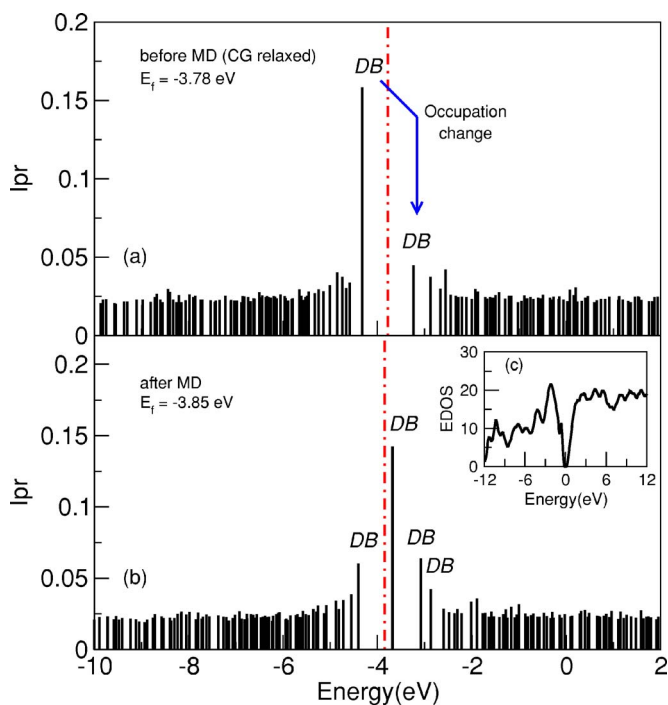 0.2
before MD (CG relaxed)
E_f = -3.78 eV
DB
0.15
Occupation
change
Ipr
0.1
DB
0.05
(a)
0
0.2
after MD
E_f = -3.85 eV
(c)
30
20
10
0
EDOS
-12 -6 0 6 12
Energy(eV)
0.15
Ipr
0.1
DB DB
DB
0.05
(b)
0
-10 -8 -6 -4 -2 0 2
Energy(eV)